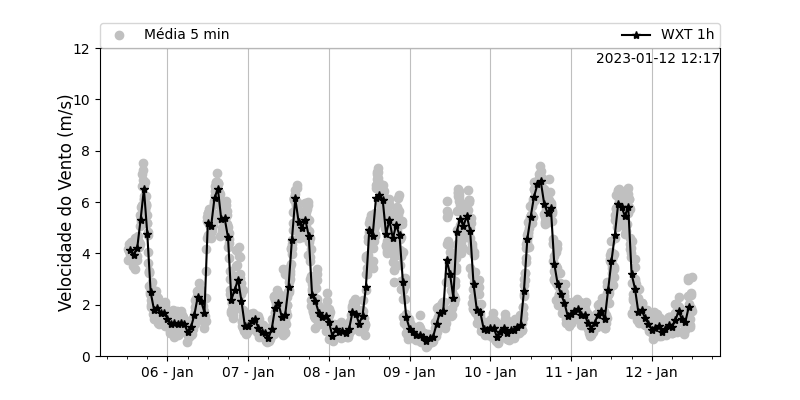 Média 5 min WXT 1h
2023-01-12 12:17
Velocidade do Vento (m/s)
12
10
8
6
4
2
0
06 - Jan 07 - Jan 08 - Jan 09 - Jan 10 - Jan 11 - Jan 12 - Jan